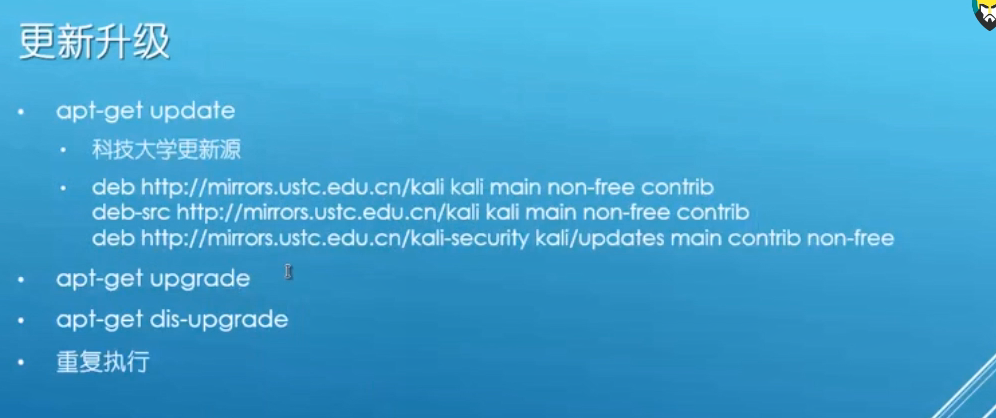 更新升级
• apt-get update
• 科技大学更新源
• deb http://mirrors.ustc.edu.cn/kali kali main non-free contrib
deb-src http://mirrors.ustc.edu.cn/kali kali main non-free contrib
deb http://mirrors.ustc.edu.cn/kali-security kali/updates main contrib non-free
• apt-get upgrade
• apt-get dis-upgrade
• 重复执行